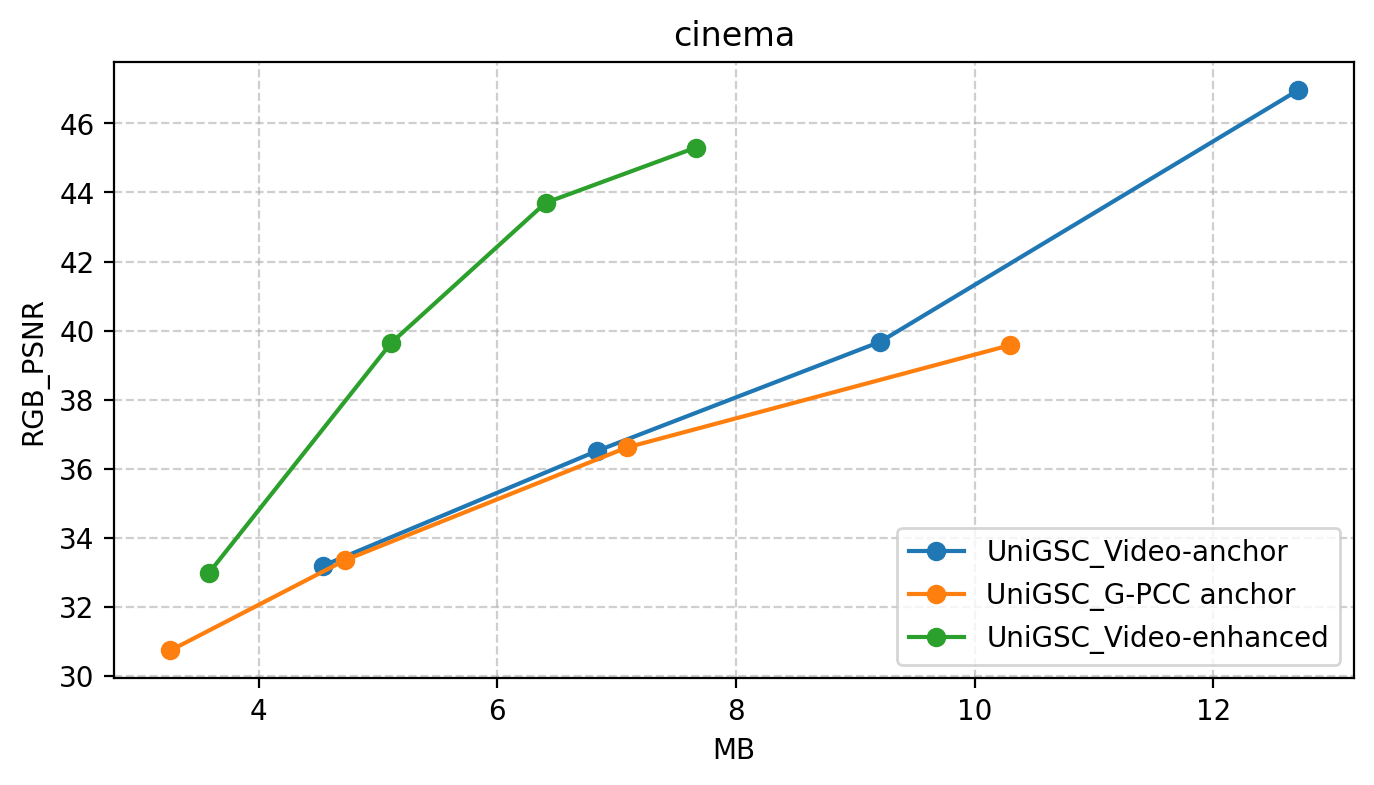 cinema
RGB_PSNR
46
44
42
40
38
36
34
32
30
4 6 8 10 12
MB
UniGSC_Video-anchor
UniGSC_G-PCC anchor
UniGSC_Video-enhanced